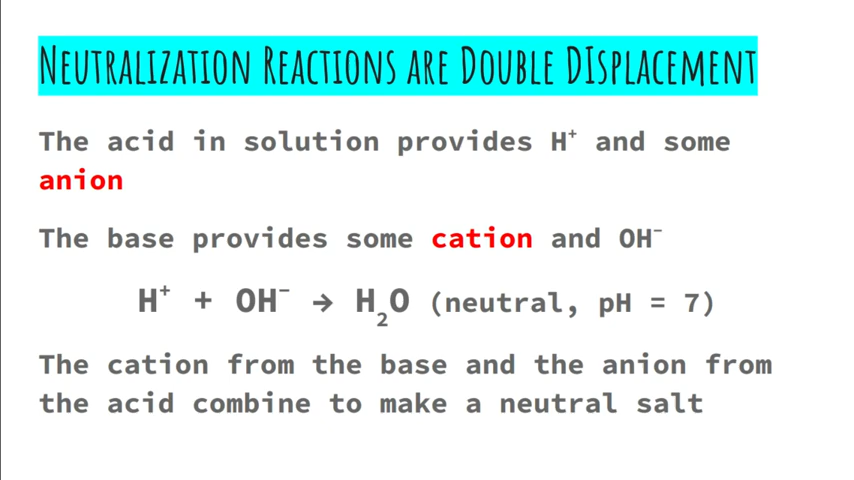 Neutralization Reactions are Double DIsplacement
The acid in solution provides H⁺ and some
anion
The base provides some cation and OH⁻
H⁺ + OH⁻ → H₂O (neutral, pH = 7)
The cation from the base and the anion from
the acid combine to make a neutral salt